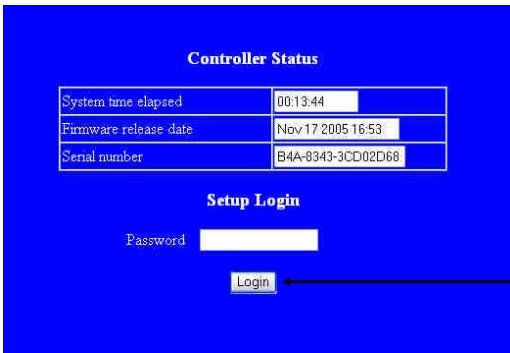 Controller Status
System time elapsed 00:13:44
Firmware release date Nov 17 2005 16:53
Serial number B4A-8343-3CD02D68
Setup Login
Password
Login